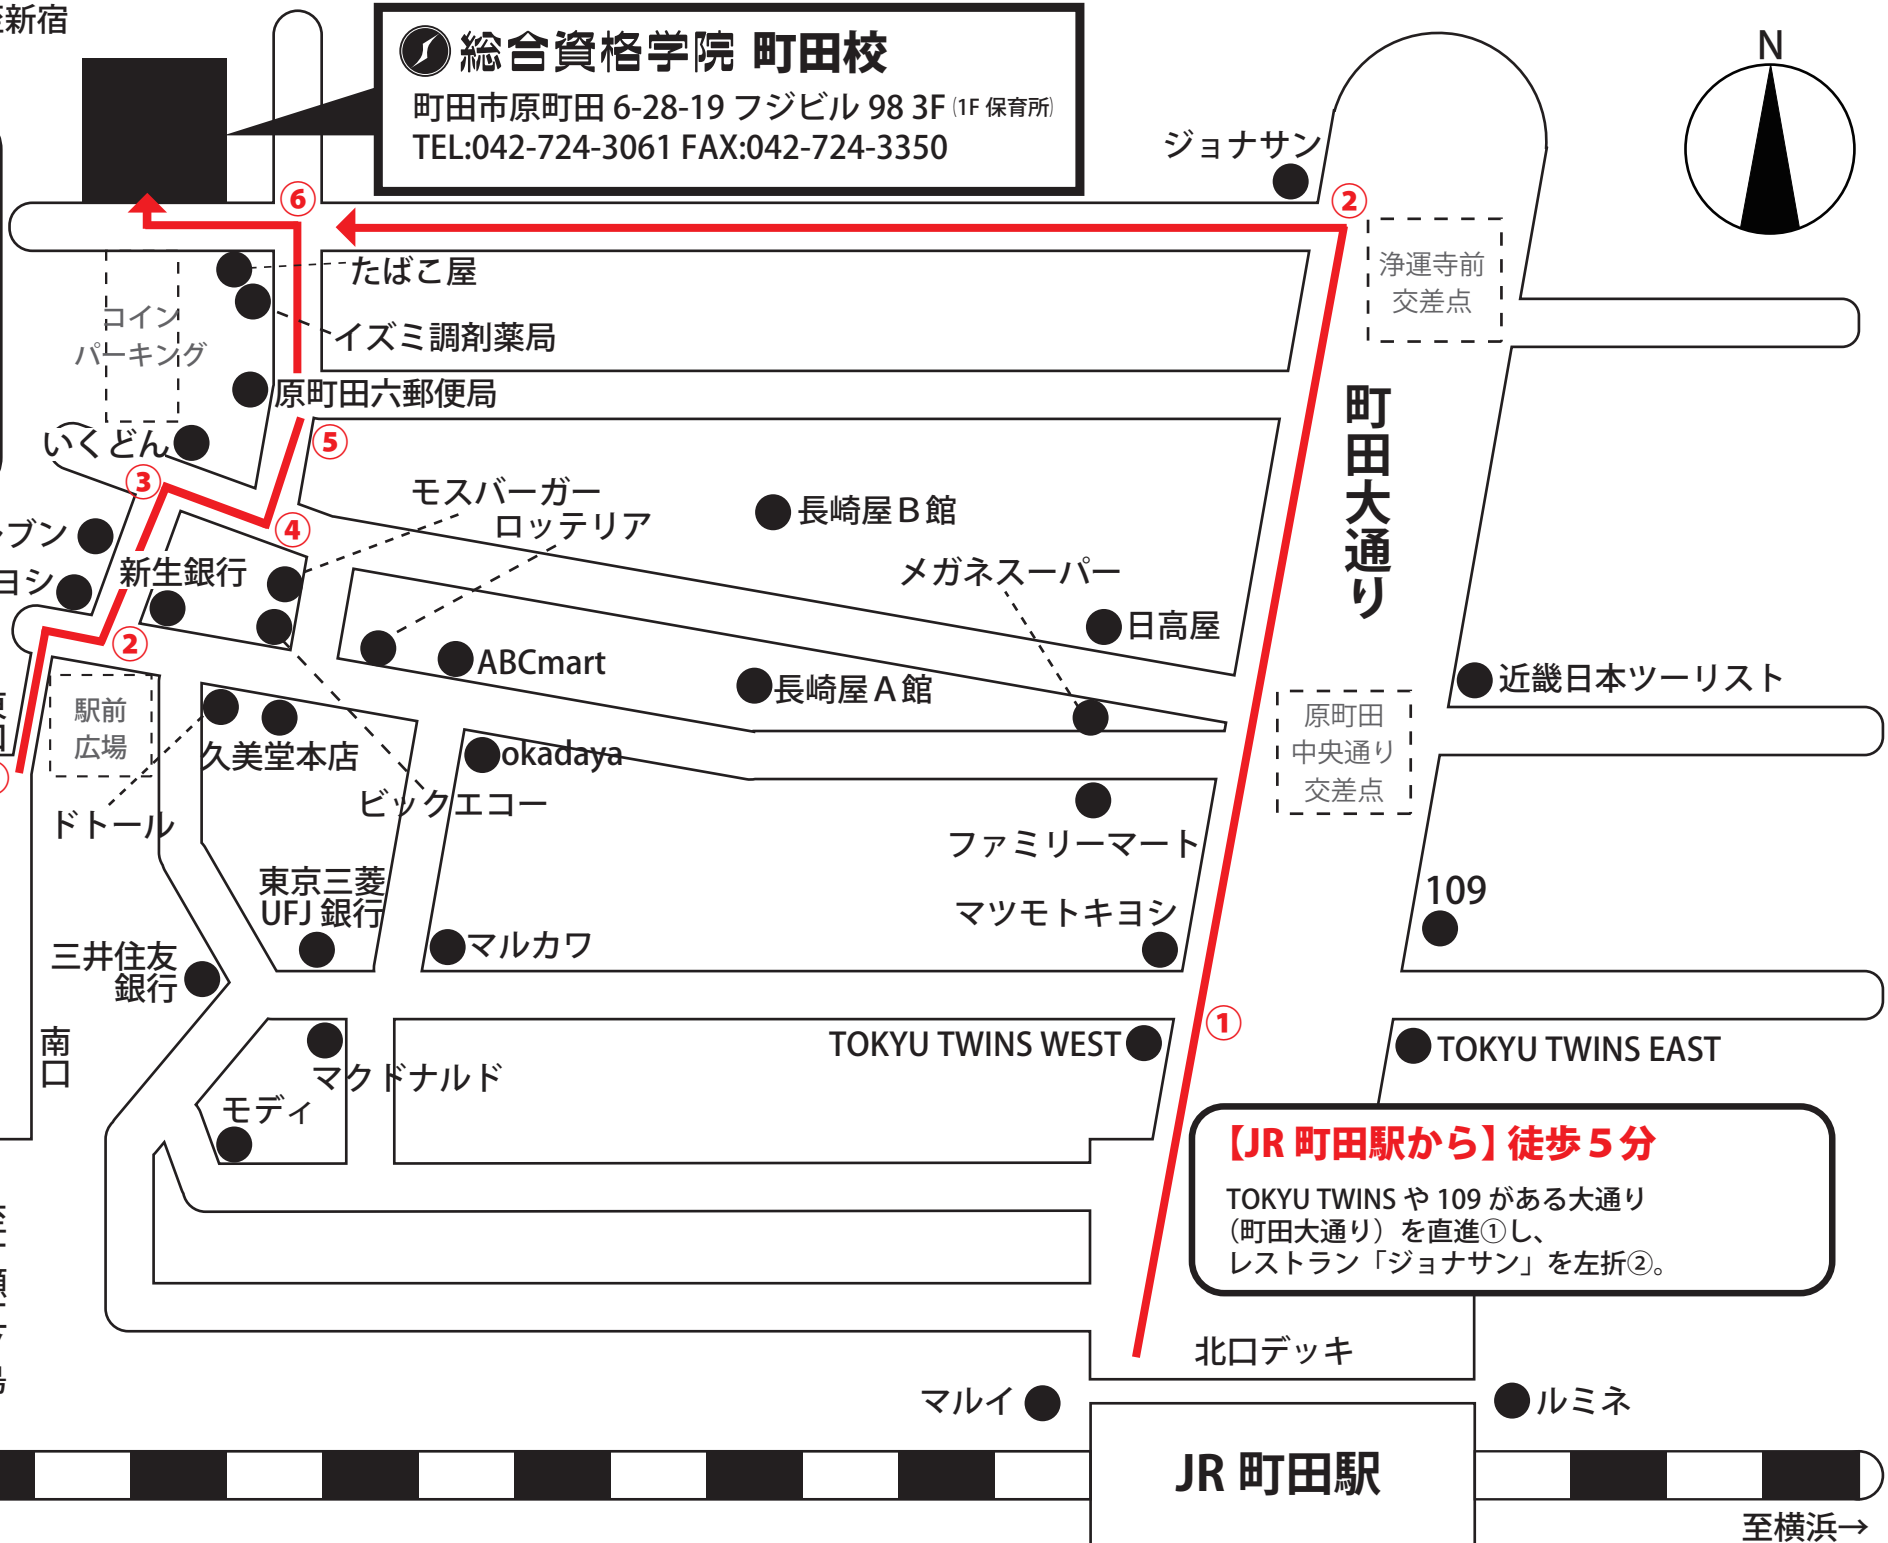 至新宿
総合資格学院 町田校
町田市原町田 6-28-19 フジビル 98 3F (1F 保育所)
TEL:042-724-3061 FAX:042-724-3350
N
ジョナサン
⑥
②
浄運寺前
交差点
たばこ屋
コイン
パーキング
イズミ調剤薬局
原町田六郵便局
町田大通り
いくどん
⑤
③
④
モスバーガー
ロッテリア
長崎屋B館
ブン
ヨシ
新生銀行
メガネスーパー
日高屋
②
ABCmart
長崎屋A館
近畿日本ツーリスト
駅前
広場
原町田
中央通り
交差点
久美堂本店
okadaya
ビックエコー
ドトール
ファミリーマート
東京三菱
UFJ 銀行
109
マツモトキヨシ
マルカワ
三井住友
銀行
①
南口
TOKYU TWINS WEST
TOKYU TWINS EAST
マクドナルド
モディ
【JR 町田駅から】徒歩5分
TOKYU TWINS や 109 がある大通り
（町田大通り）を直進①し、
レストラン「ジョナサン」を左折②。
北口デッキ
マルイ
ルミネ
JR 町田駅
至横浜→